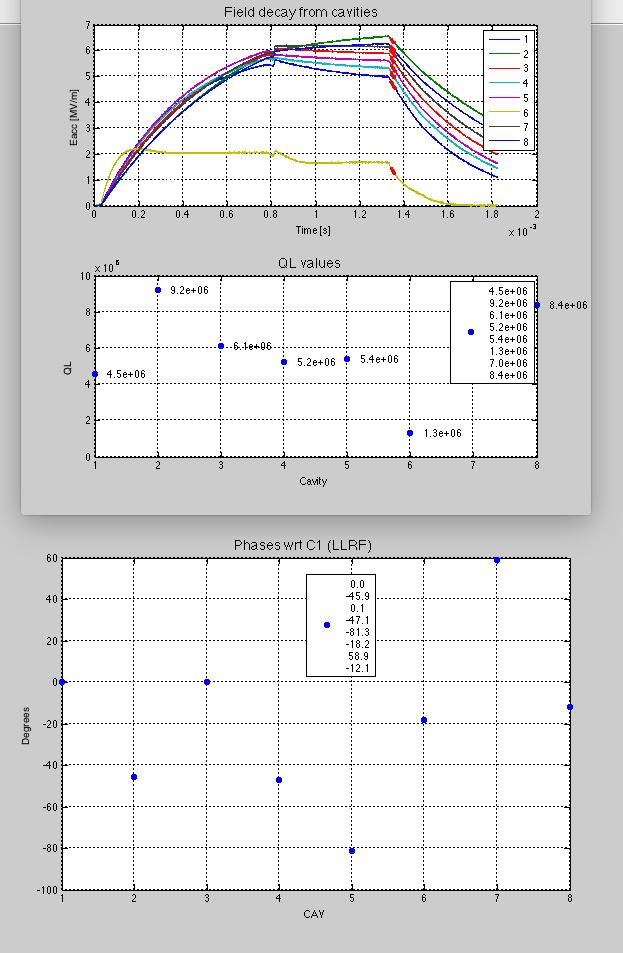 Field decay from cavities
7
6
5
4
3
2
1
0
Eacc [MV/m]
1
2
3
4
5
6
7
8
0 0.2 0.4 0.6 0.8 1 1.2 1.4 1.6 1.8 2
Time [s]
x 10 -3
QL values
x 10 6
10
8
6
4
2
0
QL
4.5e+06
9.2e+06
6.1e+06
5.2e+06
5.4e+06
1.3e+06
8.4e+06
4.5e+06
9.2e+06
6.1e+06
5.2e+06
5.4e+06
1.3e+06
7.0e+06
8.4e+06
1 2 3 4 5 6 7 8
Cavity
Phases wrt C1 (LLRF)
60
40
20
0
-20
-40
-60
-80
-100
Degrees
0.0
-45.9
0.1
-47.1
-81.3
-18.2
58.9
-12.1
1 2 3 4 5 6 7 8
CAV